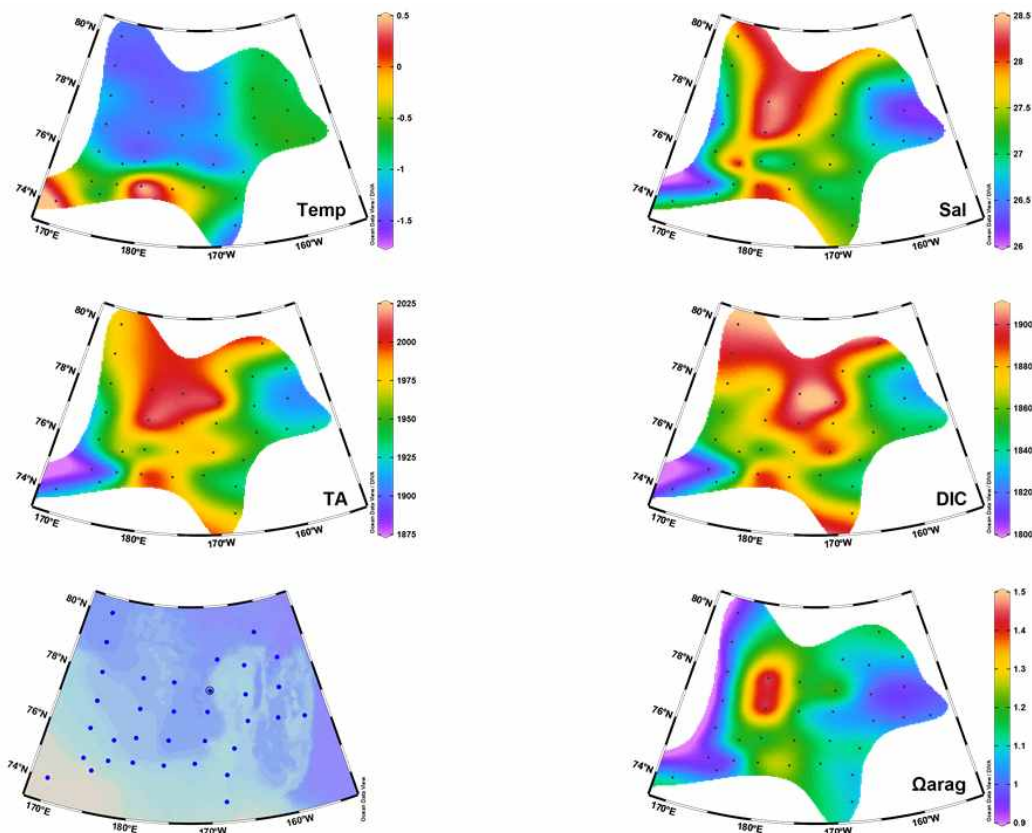 80°N
78°N
76°N
74°N
170°E
180°E
170°W
160°W
Temp
0.5
0
-0.5
-1
-1.5
Ocean Data View / DIVA
80°N
78°N
76°N
74°N
170°E
180°E
170°W
160°W
Sal
28.5
28
27.5
27
26.5
26
Ocean Data View / DIVA
80°N
78°N
76°N
74°N
170°E
180°E
170°W
160°W
TA
2025
2000
1975
1950
1925
1900
1875
Ocean Data View / DIVA
80°N
78°N
76°N
74°N
170°E
180°E
170°W
160°W
DIC
1900
1880
1860
1840
1820
1800
Ocean Data View / DIVA
80°N
78°N
76°N
74°N
170°E
180°E
170°W
160°W
Ocean Data View
80°N
78°N
76°N
74°N
170°E
180°E
170°W
160°W
Ωarag
1.5
1.4
1.3
1.2
1.1
1
0.9
Ocean Data View / DIVA